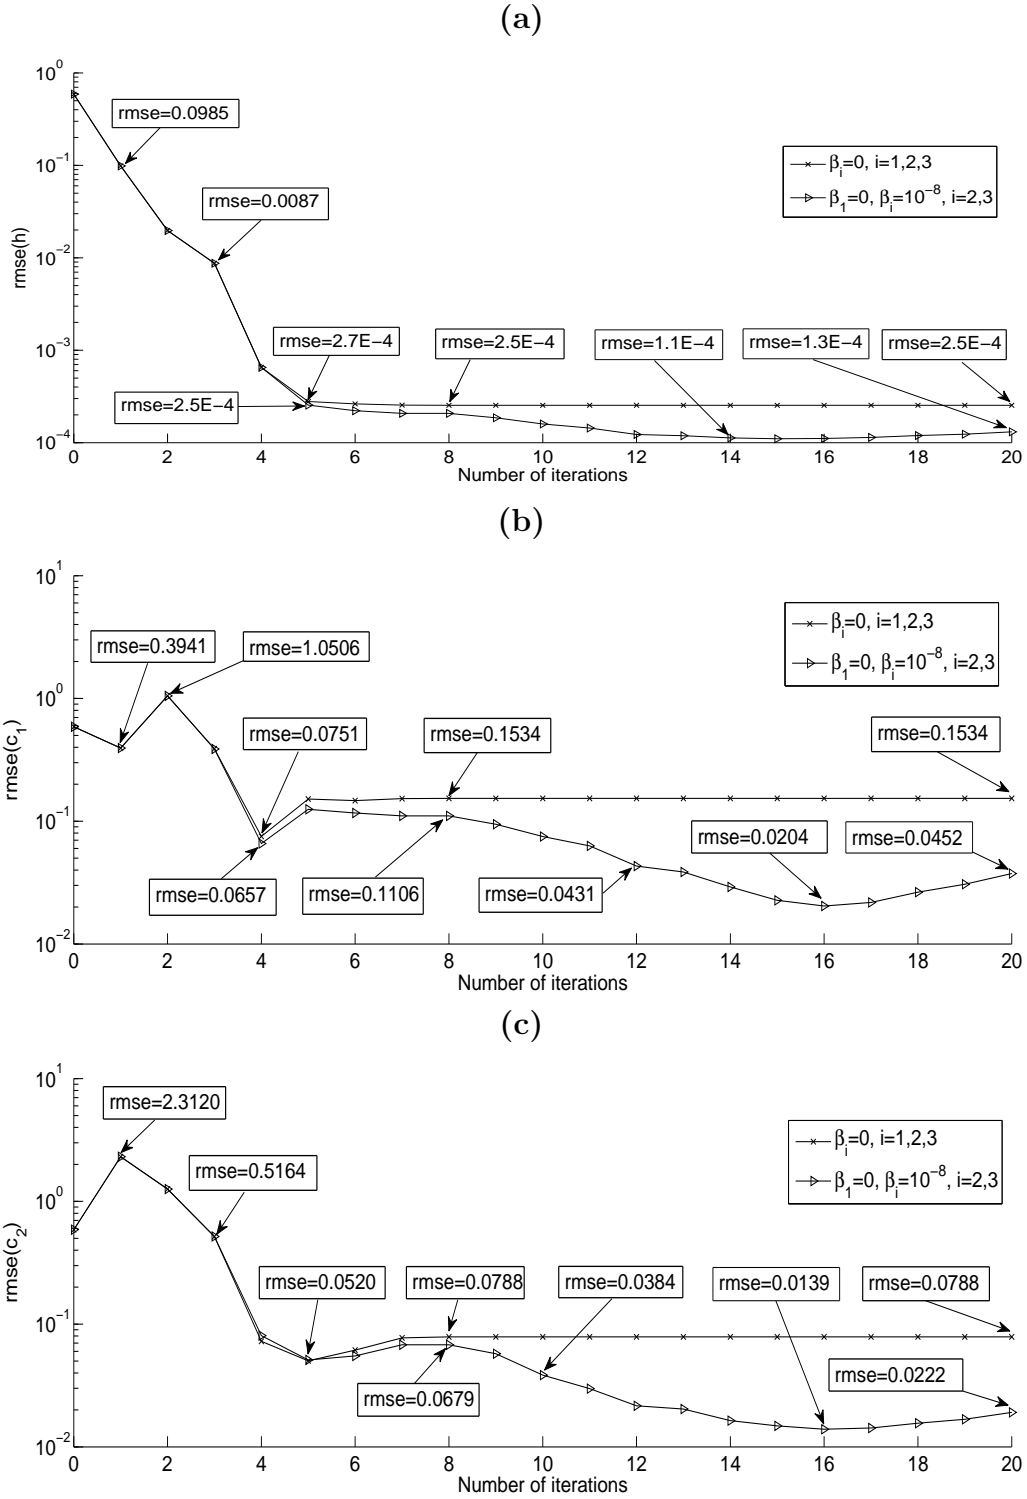 (a)
10^0
10^-1
10^-2
10^-3
10^-4
rmse(h)
rmse=0.0985
rmse=0.0087
rmse=2.7E−4
rmse=2.5E−4
rmse=2.5E−4
rmse=1.1E−4
rmse=1.3E−4
rmse=2.5E−4
β_i=0, i=1,2,3
β_1=0, β_i=10^−8, i=2,3
0 2 4 6 8 10 12 14 16 18 20
Number of iterations
(b)
10^1
10^0
10^-1
10^-2
rmse(c_1)
rmse=0.3941
rmse=1.0506
rmse=0.0751
rmse=0.0657
rmse=0.1534
rmse=0.1106
rmse=0.0431
rmse=0.0204
rmse=0.1534
rmse=0.0452
β_i=0, i=1,2,3
β_1=0, β_i=10^−8, i=2,3
0 2 4 6 8 10 12 14 16 18 20
Number of iterations
(c)
10^1
10^0
10^-1
10^-2
rmse(c_2)
rmse=2.3120
rmse=0.5164
rmse=0.0520
rmse=0.0788
rmse=0.0679
rmse=0.0384
rmse=0.0139
rmse=0.0788
rmse=0.0222
β_i=0, i=1,2,3
β_1=0, β_i=10^−8, i=2,3
0 2 4 6 8 10 12 14 16 18 20
Number of iterations